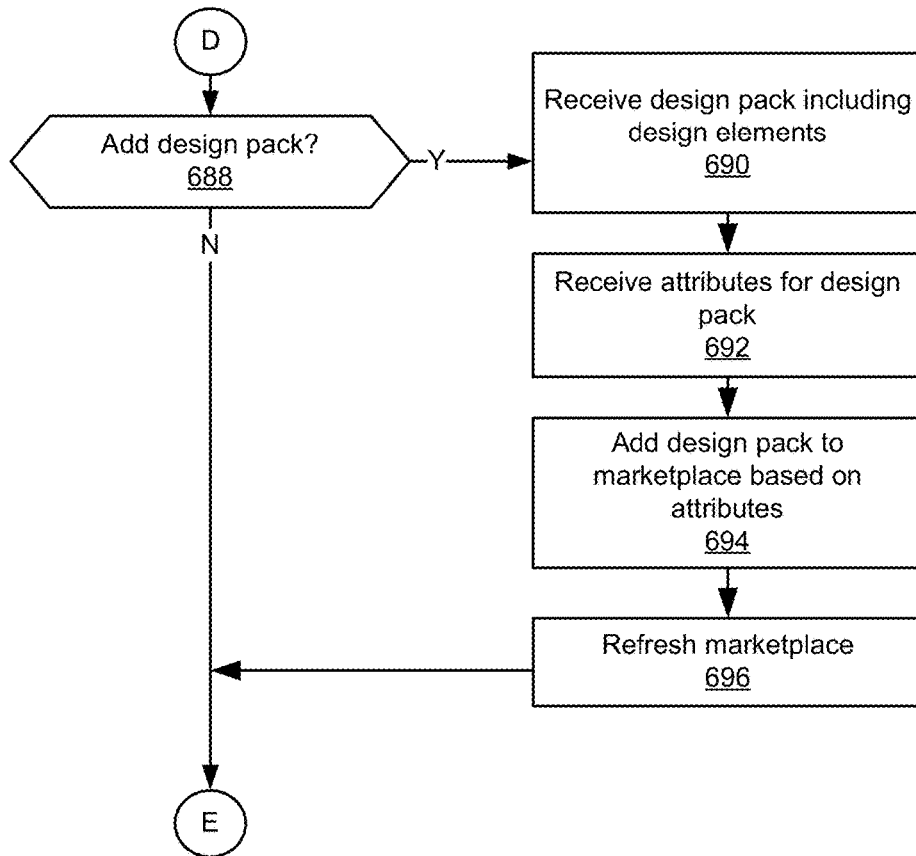 D
Add design pack?
688
Y
N
Receive design pack including
design elements
690
Receive attributes for design
pack
692
Add design pack to
marketplace based on
attributes
694
Refresh marketplace
696
E